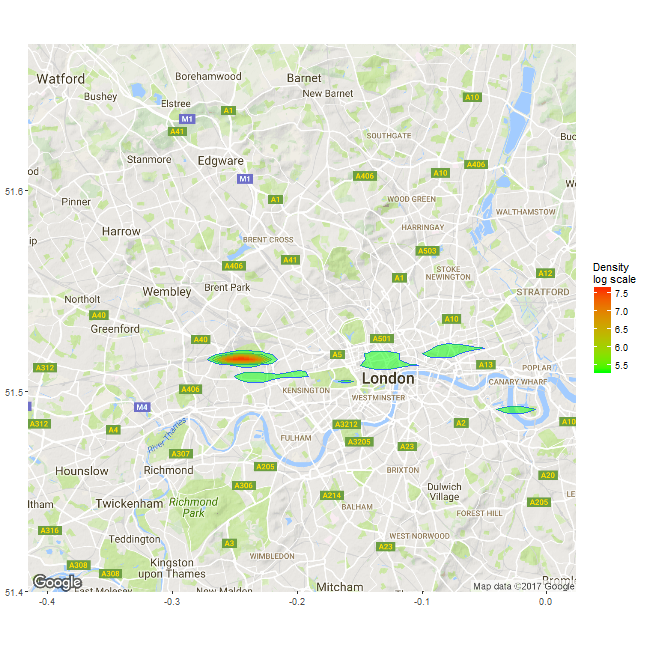 Watford
Borehamwood
Barnet
Bushey
New Barnet
Elstree
A1
A10
M1
A41
SOUTHGATE
Stanmore
Edgware
A406
A10
A406
M1
51.6
A1
WOOD GREEN
Pinner
WALTHAMSTOW
Harrow
HARRINGAY
BRENT CROSS
A503
A41
A406
STOKE
NEWINGTON
A12
A1
Wembley
Brent Park
STRATFORD
Northolt
A40
A10
Greenford
A40
A501
A5
A13
A312
POPLAR
London
CANARY WHARF
51.5
A406
KENSINGTON
WESTMINSTER
M4
A312
A4
A3212
A2
A10
River Thames
FULHAM
A3205
A23
A307
Hounslow
Richmond
A205
BRIXTON
A20
A306
Dulwich
Village
A214
LE
Twickenham
Richmond
Park
BALHAM
A205
ltham
FOREST HILL
A316
Teddington
A3
A23
WEST NORWOOD
WIMBLEDON
A308
Kingston
upon Thames
A308
Google
East Molesey
New Malden
Mitcham
Map data ©2017 Google
51.4
-0.4
-0.3
-0.2
-0.1
0.0
Density
log scale
7.5
7.0
6.5
6.0
5.5